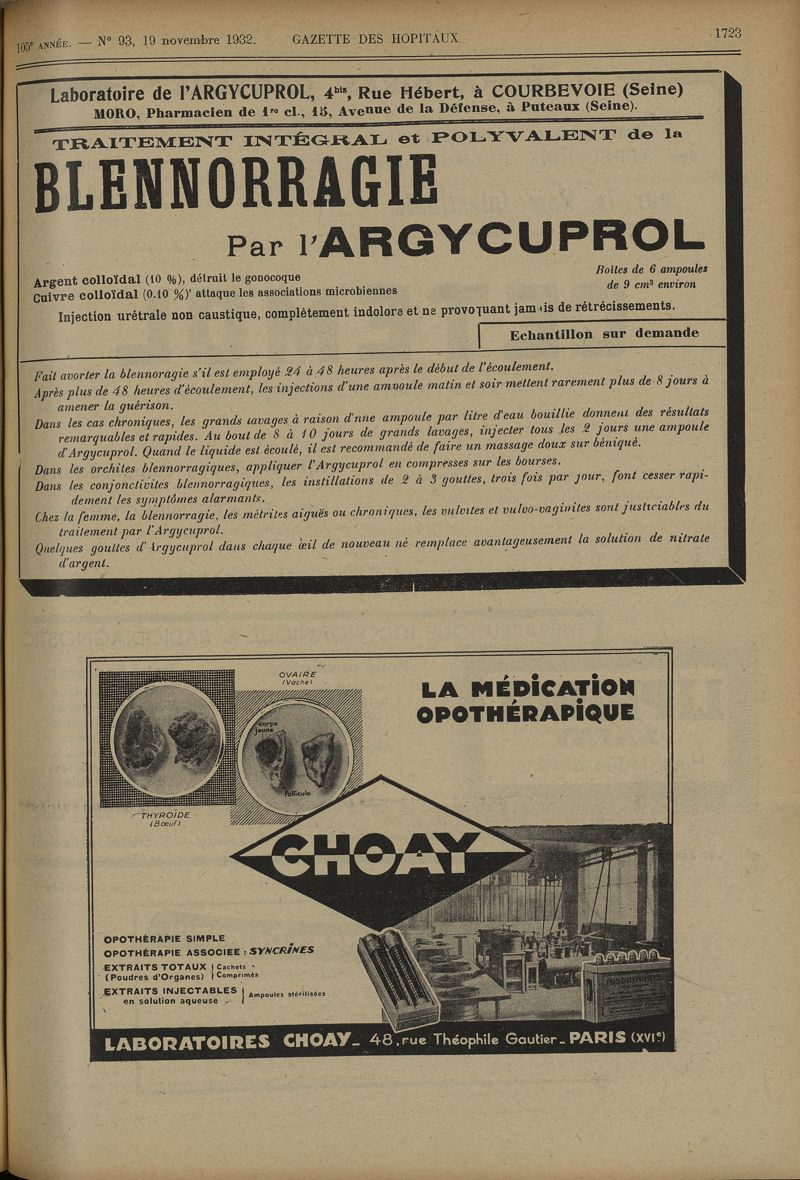 105e ANNÉE. — N° 93, 19 novembre 1932. GAZETTE DES HOPITAUX 1723
Laboratoire de l'ARGYCUPROL, 4bis, Rue Hébert, à COURBEVOIE (Seine)
MORO, Pharmacien de 1re cl., 15, Avenue de la Défense, à Puteaux (Seine).
TRAITEMENT INTÉGRAL et POLYVALENT de la
BLENNORRAGIE
Par l'ARGYCUPROL
Argent colloïdal (10 %), détruit le gonocoque
Cuivre colloïdal (0.10 %) attaque les associations microbiennes
Boîtes de 6 ampoules
de 9 cm³ environ
Injection urétrale non caustique, complètement indolore et ne provoquant jamais de rétrécissements.
Echantillon sur demande
Fait avorter la blennoragie s'il est employé 24 à 48 heures après le début de l'écoulement.
Après plus de 48 heures d'écoulement, les injections d'une amvoule matin et soir mettent rarement plus de 8 jours à
amener la guérison.
Dans les cas chroniques, les grands lavages à raison d'nne ampoule par litre d'eau bouillie donnent des résultats
remarquables et rapides. Au bout de 8 à 10 jours de grands lavages, injecter tous les 2 jours une ampoule
d'Argycuprol. Quand le liquide est écoulé, il est recommandé de faire un massage doux sur béniqué.
Dans les orchites blennorragiques, appliquer l'Argycuprol en compresses sur les bourses.
Dans les conjonctivites blennorragiques, les instillations de 2 à 3 gouttes, trois fois par jour, font cesser rapi-
dement les symptômes alarmants.
Chez la femme, la blennorragie, les métrites aiguës ou chroniques, les vulvites et vulvo-vaginites sont justiciables du
traitement par l'Argycuprol.
Quelques gouttes d'Argycuprol dans chaque œil de nouveau né remplace avantageusement la solution de nitrate
d'argent.
OVAIRE
(Vache)
corps
jaune
follicule
THYROÏDE
(Bœuf)
LA MÉDICATION
OPOTHÉRAPIQUE
CHOAY
OPOTHÉRAPIE SIMPLE
OPOTHÉRAPIE ASSOCIEE : SYNCRINES
EXTRAITS TOTAUX | Cachets
(Poudres d'Organes) | Comprimés
EXTRAITS INJECTABLES | Ampoules stérilisées
en solution aqueuse
LABORATOIRES CHOAY_ 48, rue Théophile Gautier_ PARIS (XVIe)